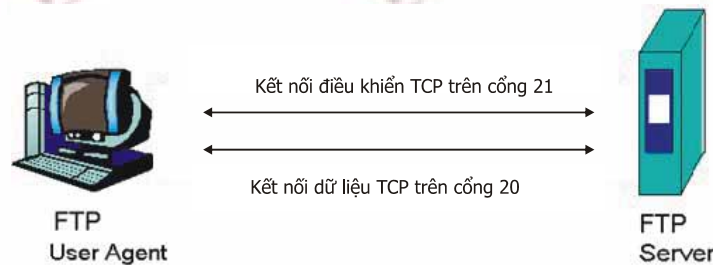 Kết nối điều khiển TCP trên cổng 21
Kết nối dữ liệu TCP trên cổng 20
FTP
User Agent
FTP
Server